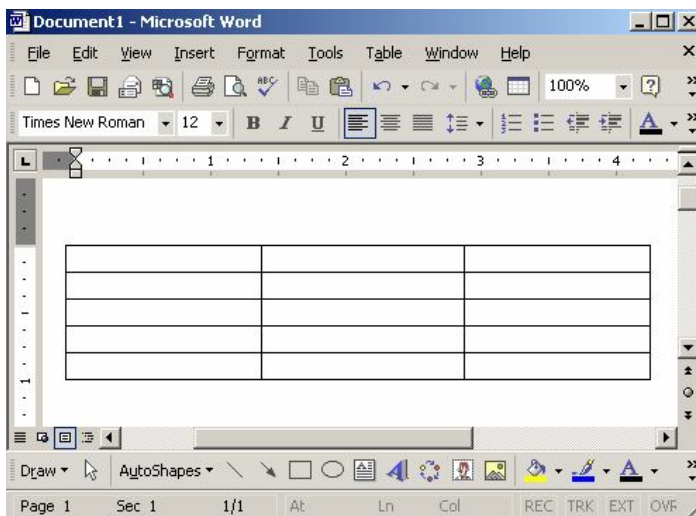 Document1 - Microsoft Word
File Edit View Insert Format Tools Table Window Help
ABC 100%
Times New Roman 12 B I U A
L 1 2 3 4
1
Draw AutoShapes A A
Page 1 Sec 1 1/1 At Ln Col REC TRK EXT OVR